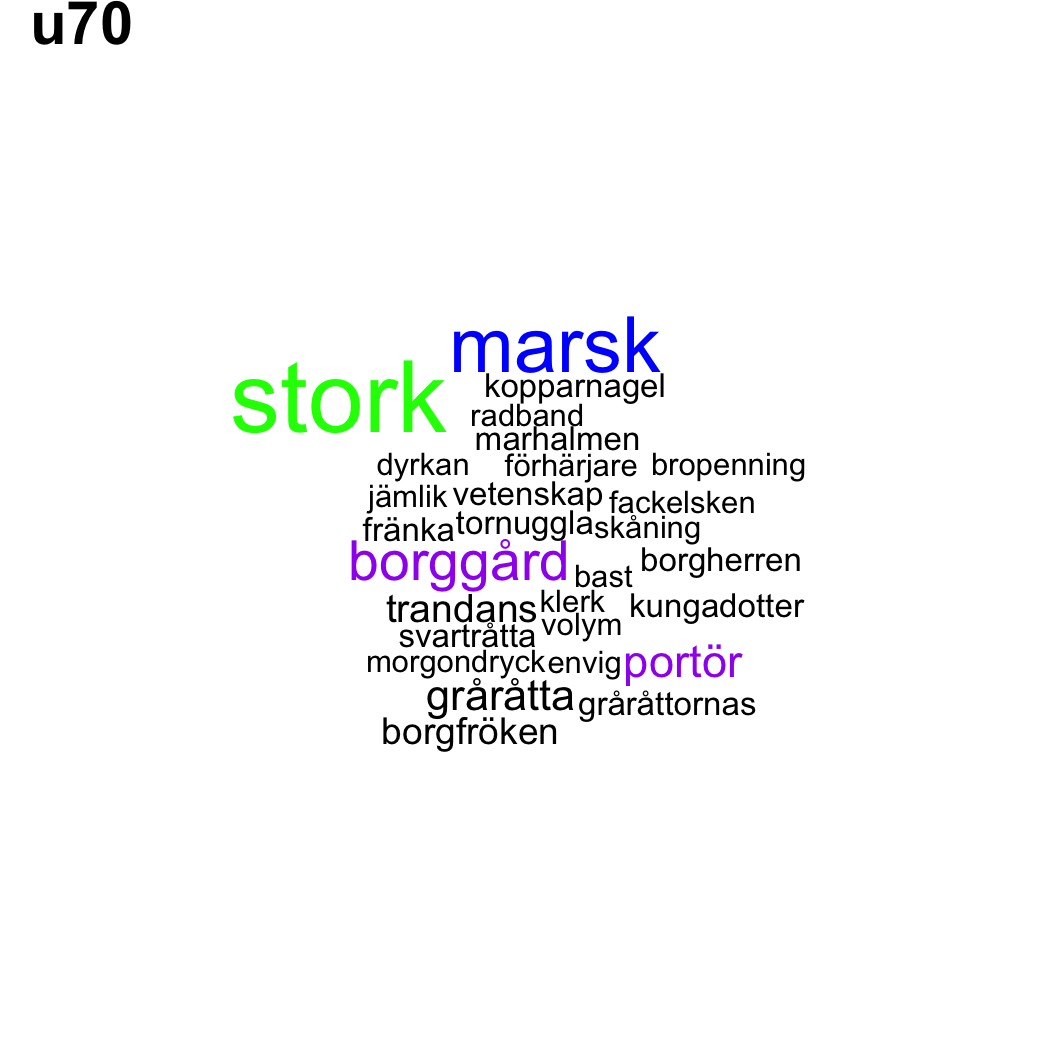 u70
marsk
stork
kopparnagel
radband
marhalmen
dyrkan förhärjare bropenning
jämlik vetenskap fackelsken
fränka tornuggla skåning
borggård bast borgherren
trandans klerk kungadotter
svartråtta volym
morgondryck envig portör
gråråtta gråråttornas
borgfröken